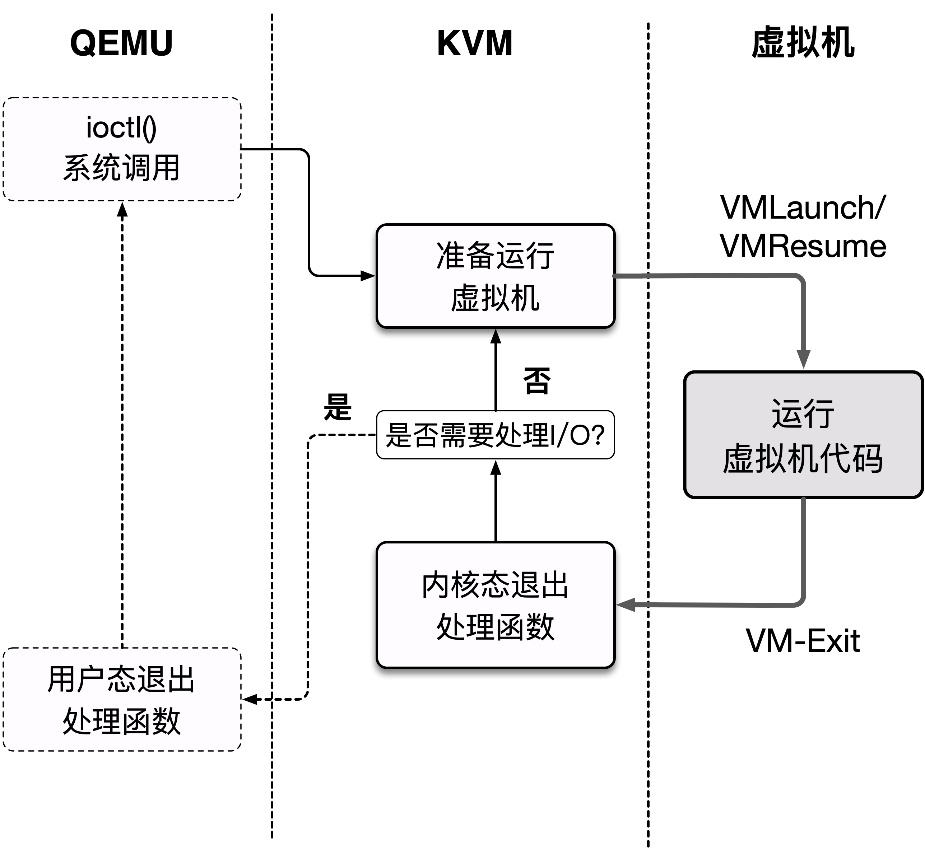 QEMU
KVM
虚拟机
ioctl()
系统调用
VMLaunch/
VMResume
准备运行
虚拟机
否
是
是否需要处理I/O?
运行
虚拟机代码
内核态退出
处理函数
VM-Exit
用户态退出
处理函数